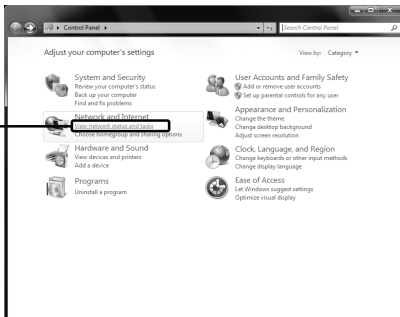 Control Panel
Search Control Panel
Adjust your computer's settings
View by: Category
System and Security
Review your computer's status
Back up your computer
Find and fix problems
Network and Internet
View network status and tasks
Choose homegroup and sharing options
Hardware and Sound
View devices and printers
Add a device
Programs
Uninstall a program
User Accounts and Family Safety
Add or remove user accounts
Set up parental controls for any user
Appearance and Personalization
Change the theme
Change desktop background
Adjust screen resolution
Clock, Language, and Region
Change keyboards or other input methods
Change display language
Ease of Access
Let Windows suggest settings
Optimize visual display